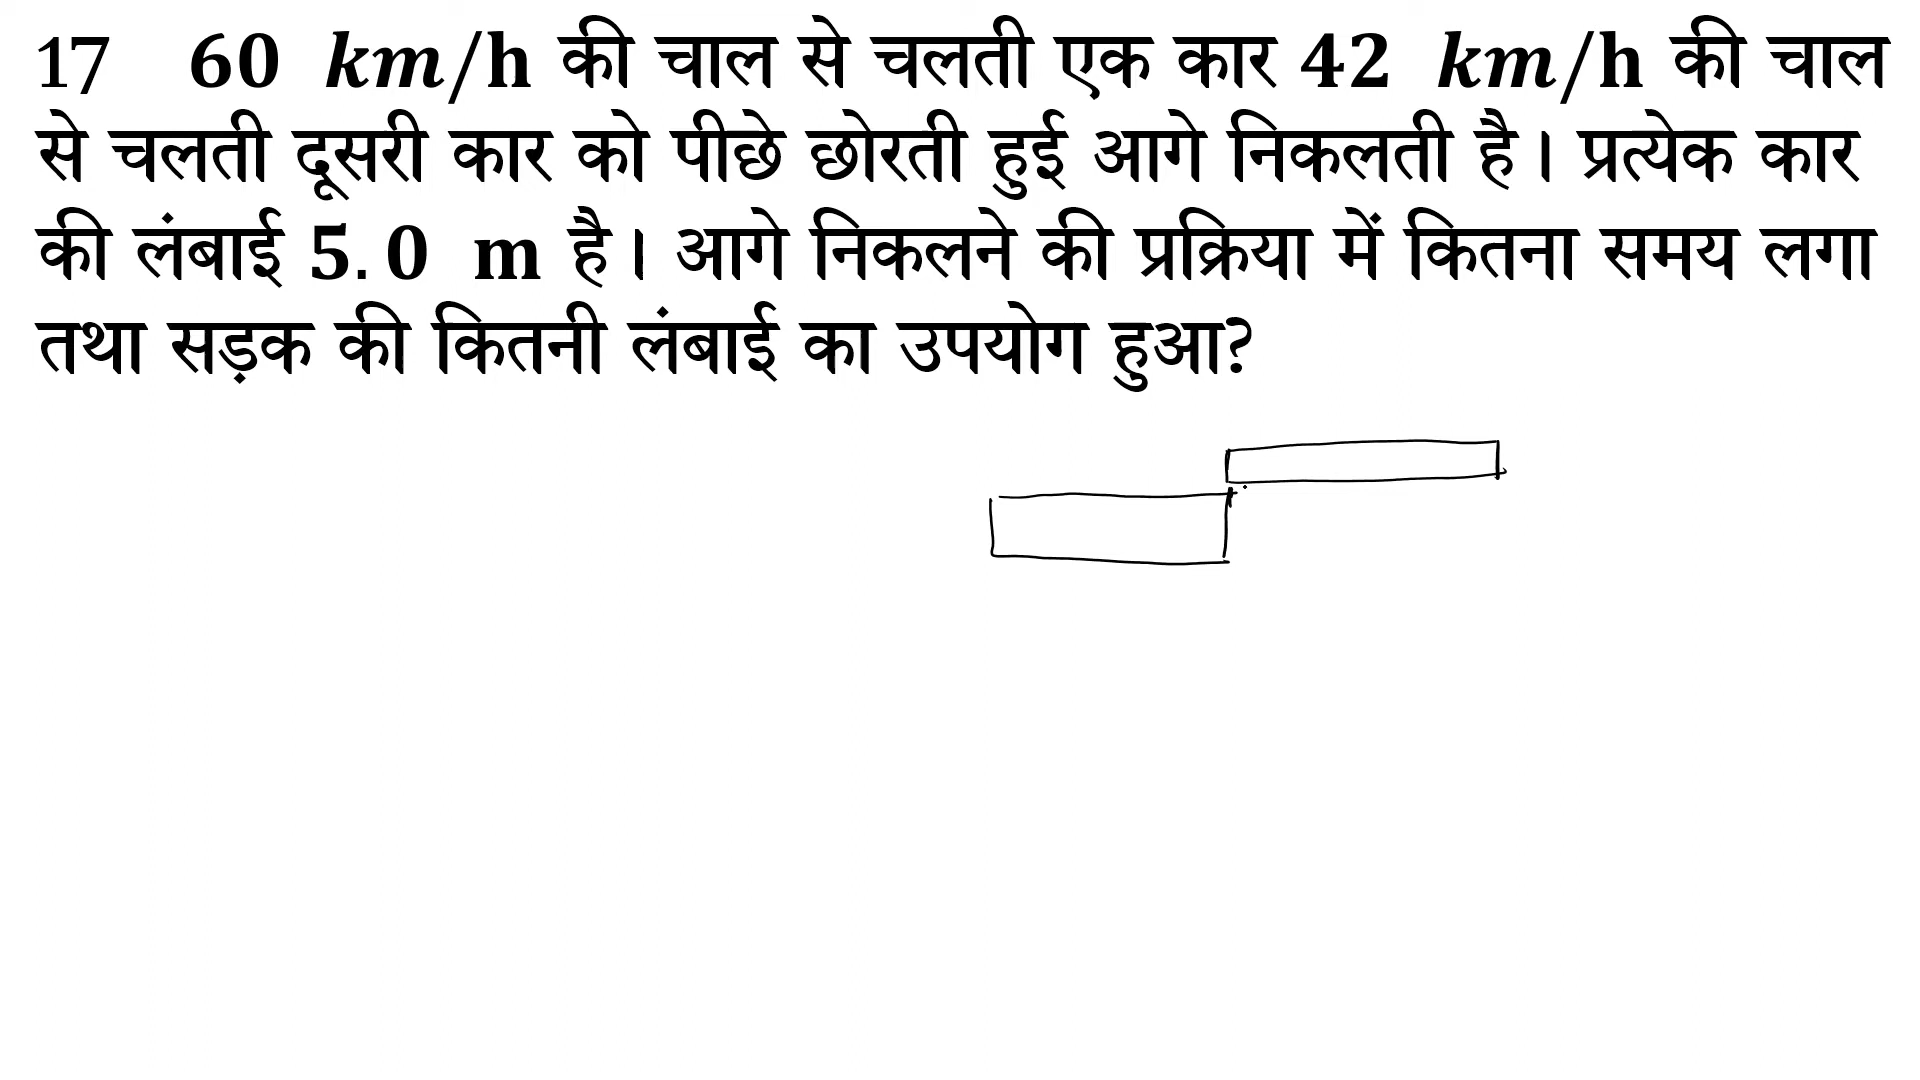 17 60 km/h की चाल से चलती एक कार 42 km/h की चाल
से चलती दूसरी कार को पीछे छोरती हुई आगे निकलती है। प्रत्येक कार
की लंबाई 5.0 m है। आगे निकलने की प्रक्रिया में कितना समय लगा
तथा सड़क की कितनी लंबाई का उपयोग हुआ?